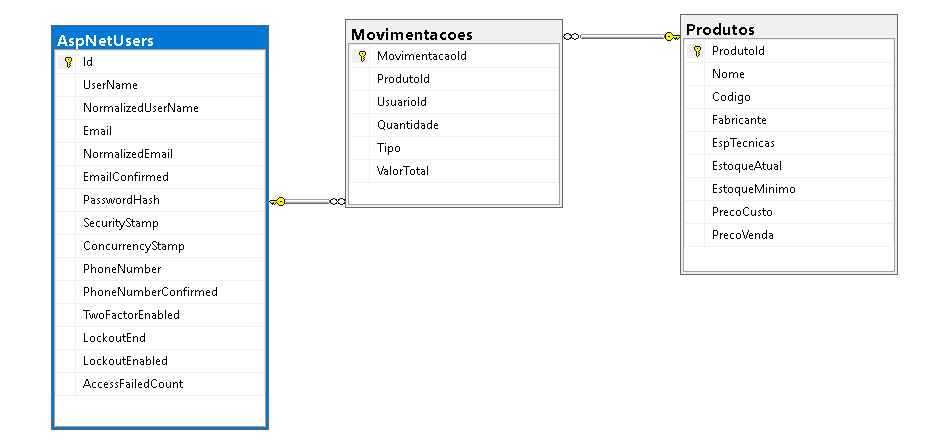 AspNetUsers
Id
UserName
NormalizedUserName
Email
NormalizedEmail
EmailConfirmed
PasswordHash
SecurityStamp
ConcurrencyStamp
PhoneNumber
PhoneNumberConfirmed
TwoFactorEnabled
LockoutEnd
LockoutEnabled
AccessFailedCount
Movimentacoes
MovimentacaoId
ProdutoId
UsuarioId
Quantidade
Tipo
ValorTotal
Produtos
ProdutoId
Nome
Codigo
Fabricante
EspTecnicas
EstoqueAtual
EstoqueMinimo
PrecoCusto
PrecoVenda